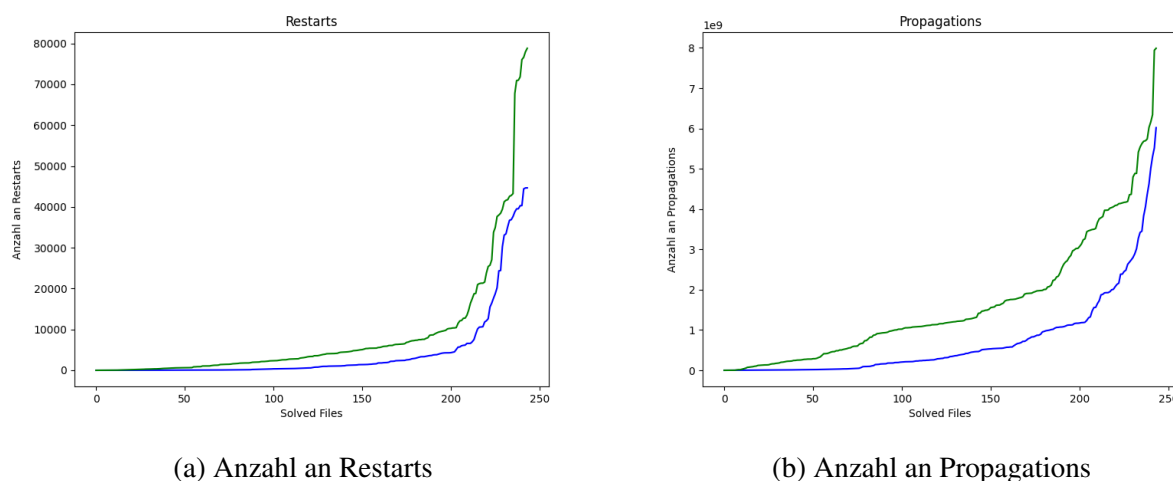 Restarts
80000
70000
60000
50000
40000
30000
20000
10000
0
Anzahl an Restarts
0 50 100 150 200 250
Solved Files
(a) Anzahl an Restarts
Propagations
1e9
8
7
6
5
4
3
2
1
0
Anzahl an Propagations
0 50 100 150 200 250
Solved Files
(b) Anzahl an Propagations